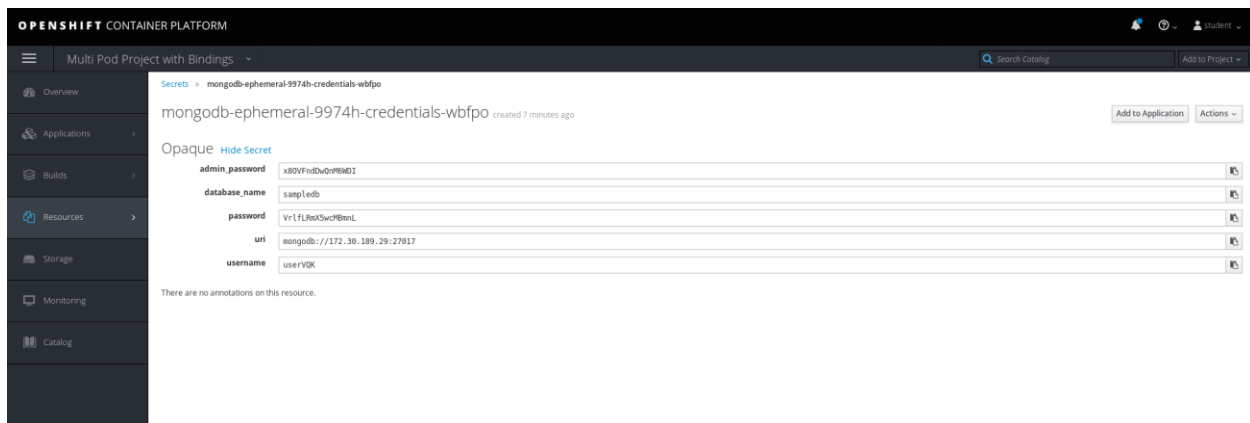 OPENSHIFT CONTAINER PLATFORM
student
Multi Pod Project with Bindings
Search Catalog
Add to Project
Overview
Applications
Builds
Resources
Storage
Monitoring
Catalog
Secrets » mongodb-ephemeral-9974h-credentials-wbfpo
mongodb-ephemeral-9974h-credentials-wbfpo created 7 minutes ago
Add to Application
Actions
Opaque Hide Secret
admin_password x8OVFndDwQnM6WDI
database_name sampledb
password VrlfLRmX5wcMBmnL
uri mongodb://172.30.189.29:27017
username userVQK
There are no annotations on this resource.